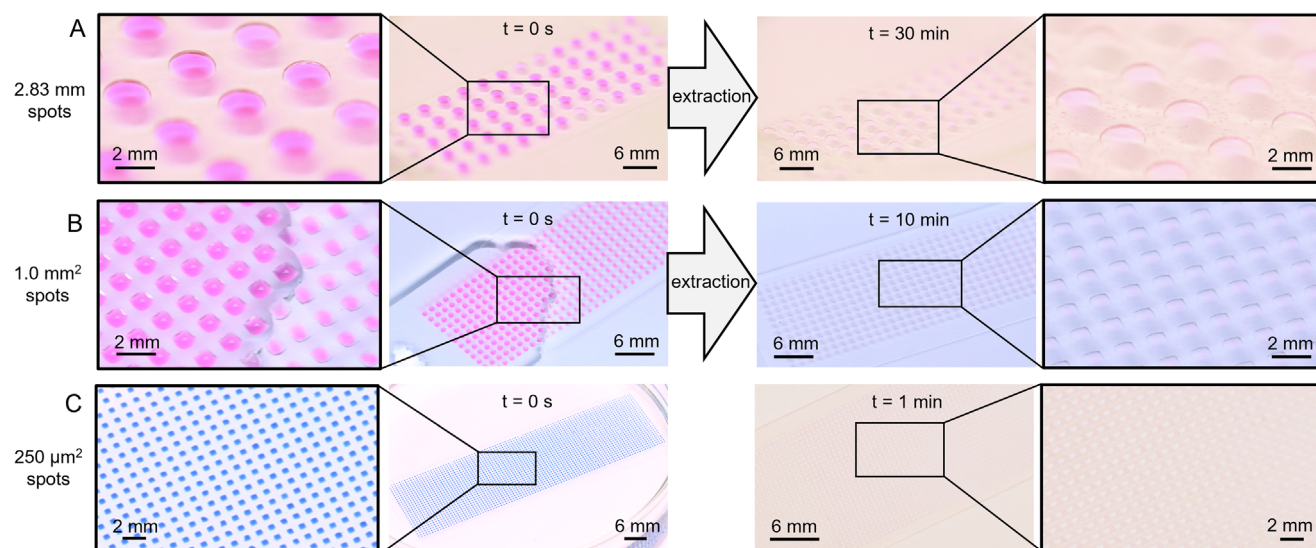 A
2.83 mm
spots
2 mm
t = 0 s
6 mm
extraction
t = 30 min
6 mm
2 mm
B
1.0 mm²
spots
2 mm
t = 0 s
6 mm
extraction
t = 10 min
6 mm
2 mm
C
250 µm²
spots
2 mm
t = 0 s
6 mm
t = 1 min
6 mm
2 mm